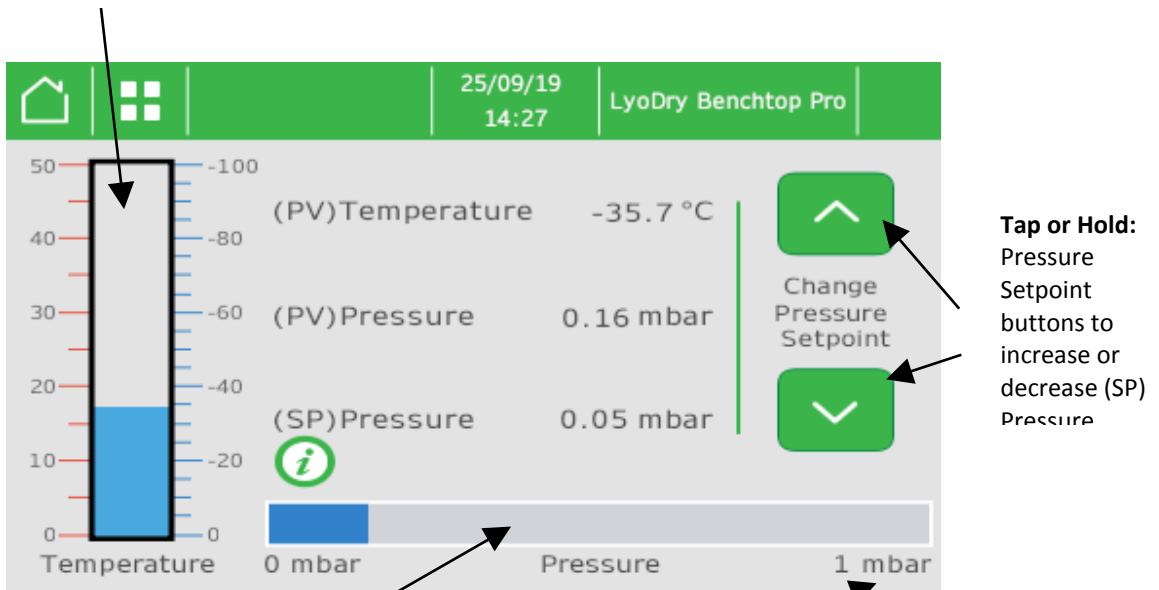 25/09/19
14:27
LyoDry Benchtop Pro
50
-100
40
-80
30
-60
20
-40
10
-20
0
0
Temperature
(PV)Temperature -35.7 °C
(PV)Pressure 0.16 mbar
(SP)Pressure 0.05 mbar
i
0 mbar Pressure 1 mbar
Change
Pressure
Setpoint
Tap or Hold:
Pressure
Setpoint
buttons to
increase or
decrease (SP)
Pressure